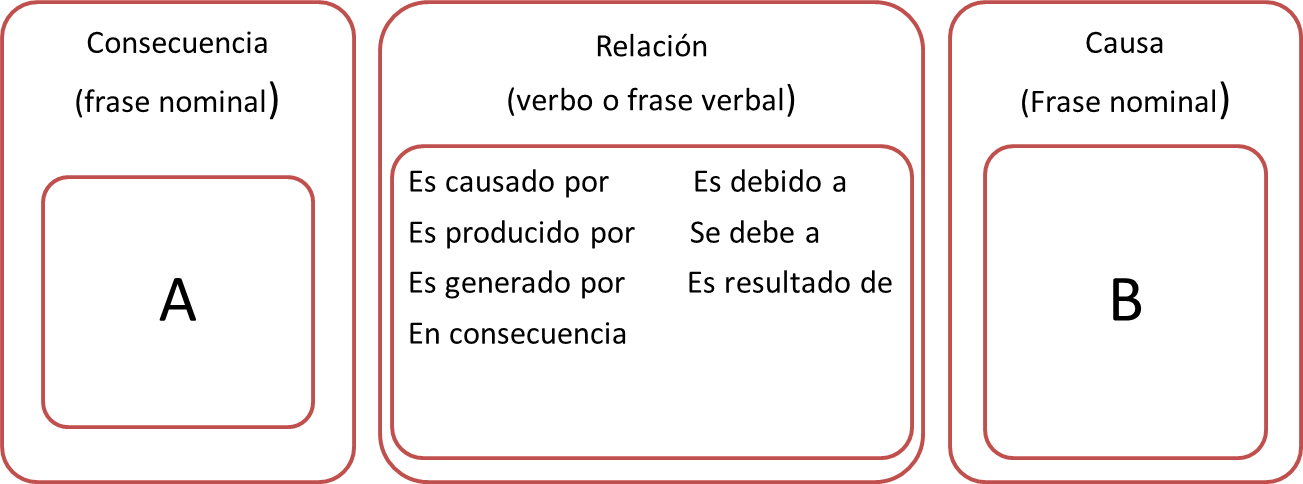 Consecuencia
(frase nominal)
A
Relación
(verbo o frase verbal)
Es causado por Es debido a
Es producido por Se debe a
Es generado por Es resultado de
En consecuencia
Causa
(Frase nominal)
B